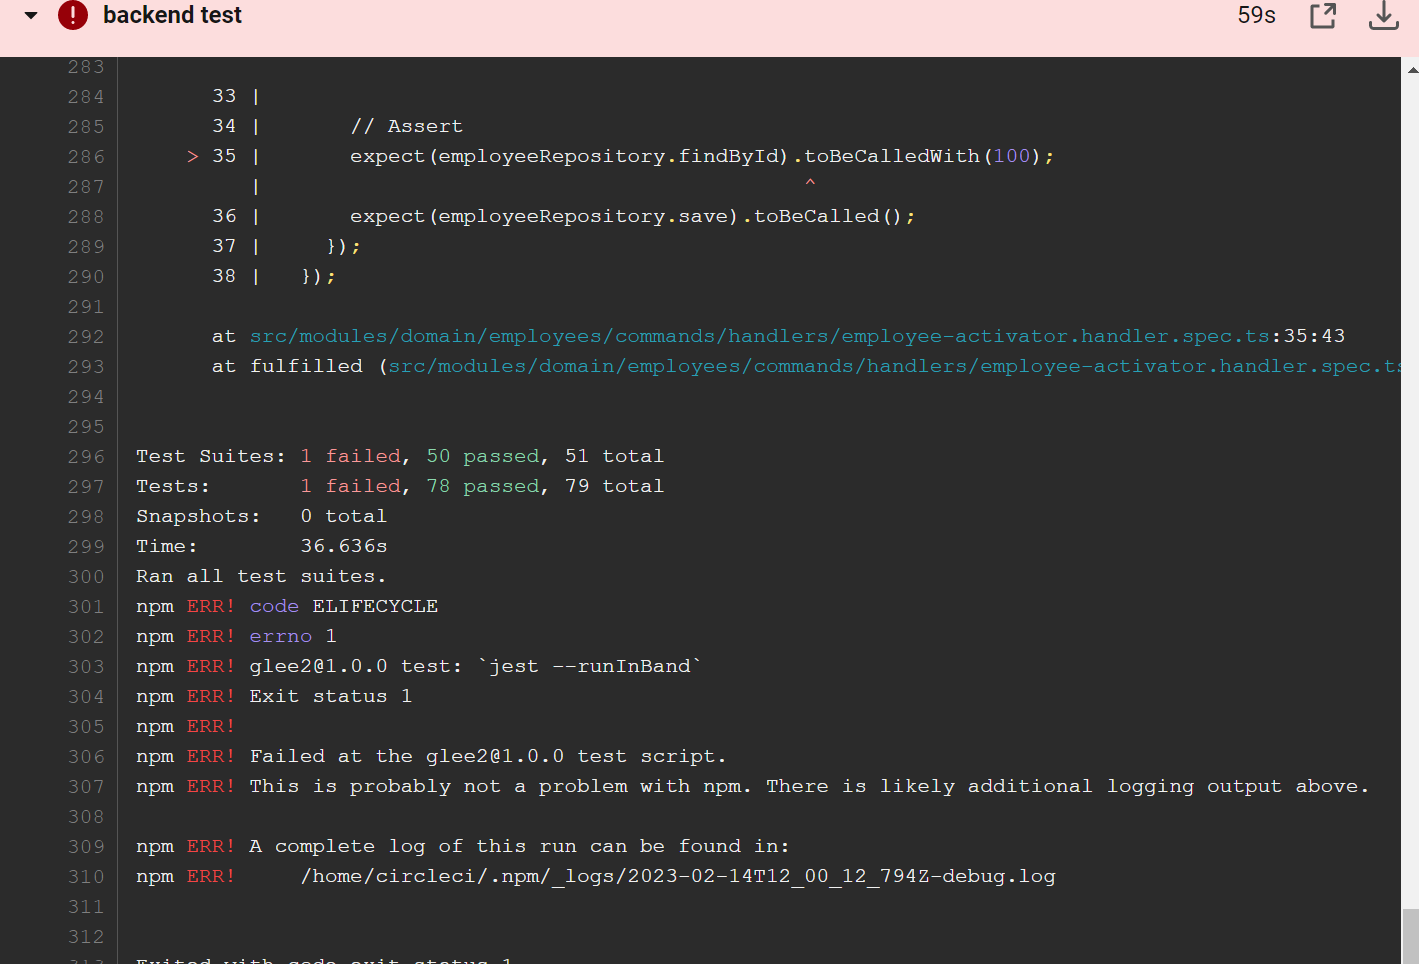 backend test 59s
283
284 33 |
285 34 | // Assert
286 > 35 | expect(employeeRepository.findById).toBeCalledWith(100);
287 | ^
288 36 | expect(employeeRepository.save).toBeCalled();
289 37 | });
290 38 | });
291
292 at src/modules/domain/employees/commands/handlers/employee-activator.handler.spec.ts:35:43
293 at fulfilled (src/modules/domain/employees/commands/handlers/employee-activator.handler.spec.ts
294
295
296 Test Suites: 1 failed, 50 passed, 51 total
297 Tests: 1 failed, 78 passed, 79 total
298 Snapshots: 0 total
299 Time: 36.636s
300 Ran all test suites.
301 npm ERR! code ELIFECYCLE
302 npm ERR! errno 1
303 npm ERR! glee2@1.0.0 test: `jest --runInBand`
304 npm ERR! Exit status 1
305 npm ERR!
306 npm ERR! Failed at the glee2@1.0.0 test script.
307 npm ERR! This is probably not a problem with npm. There is likely additional logging output above.
308
309 npm ERR! A complete log of this run can be found in:
310 npm ERR! /home/circleci/.npm/_logs/2023-02-14T12_00_12_794Z-debug.log
311
312
313 Exited with code exit status 1